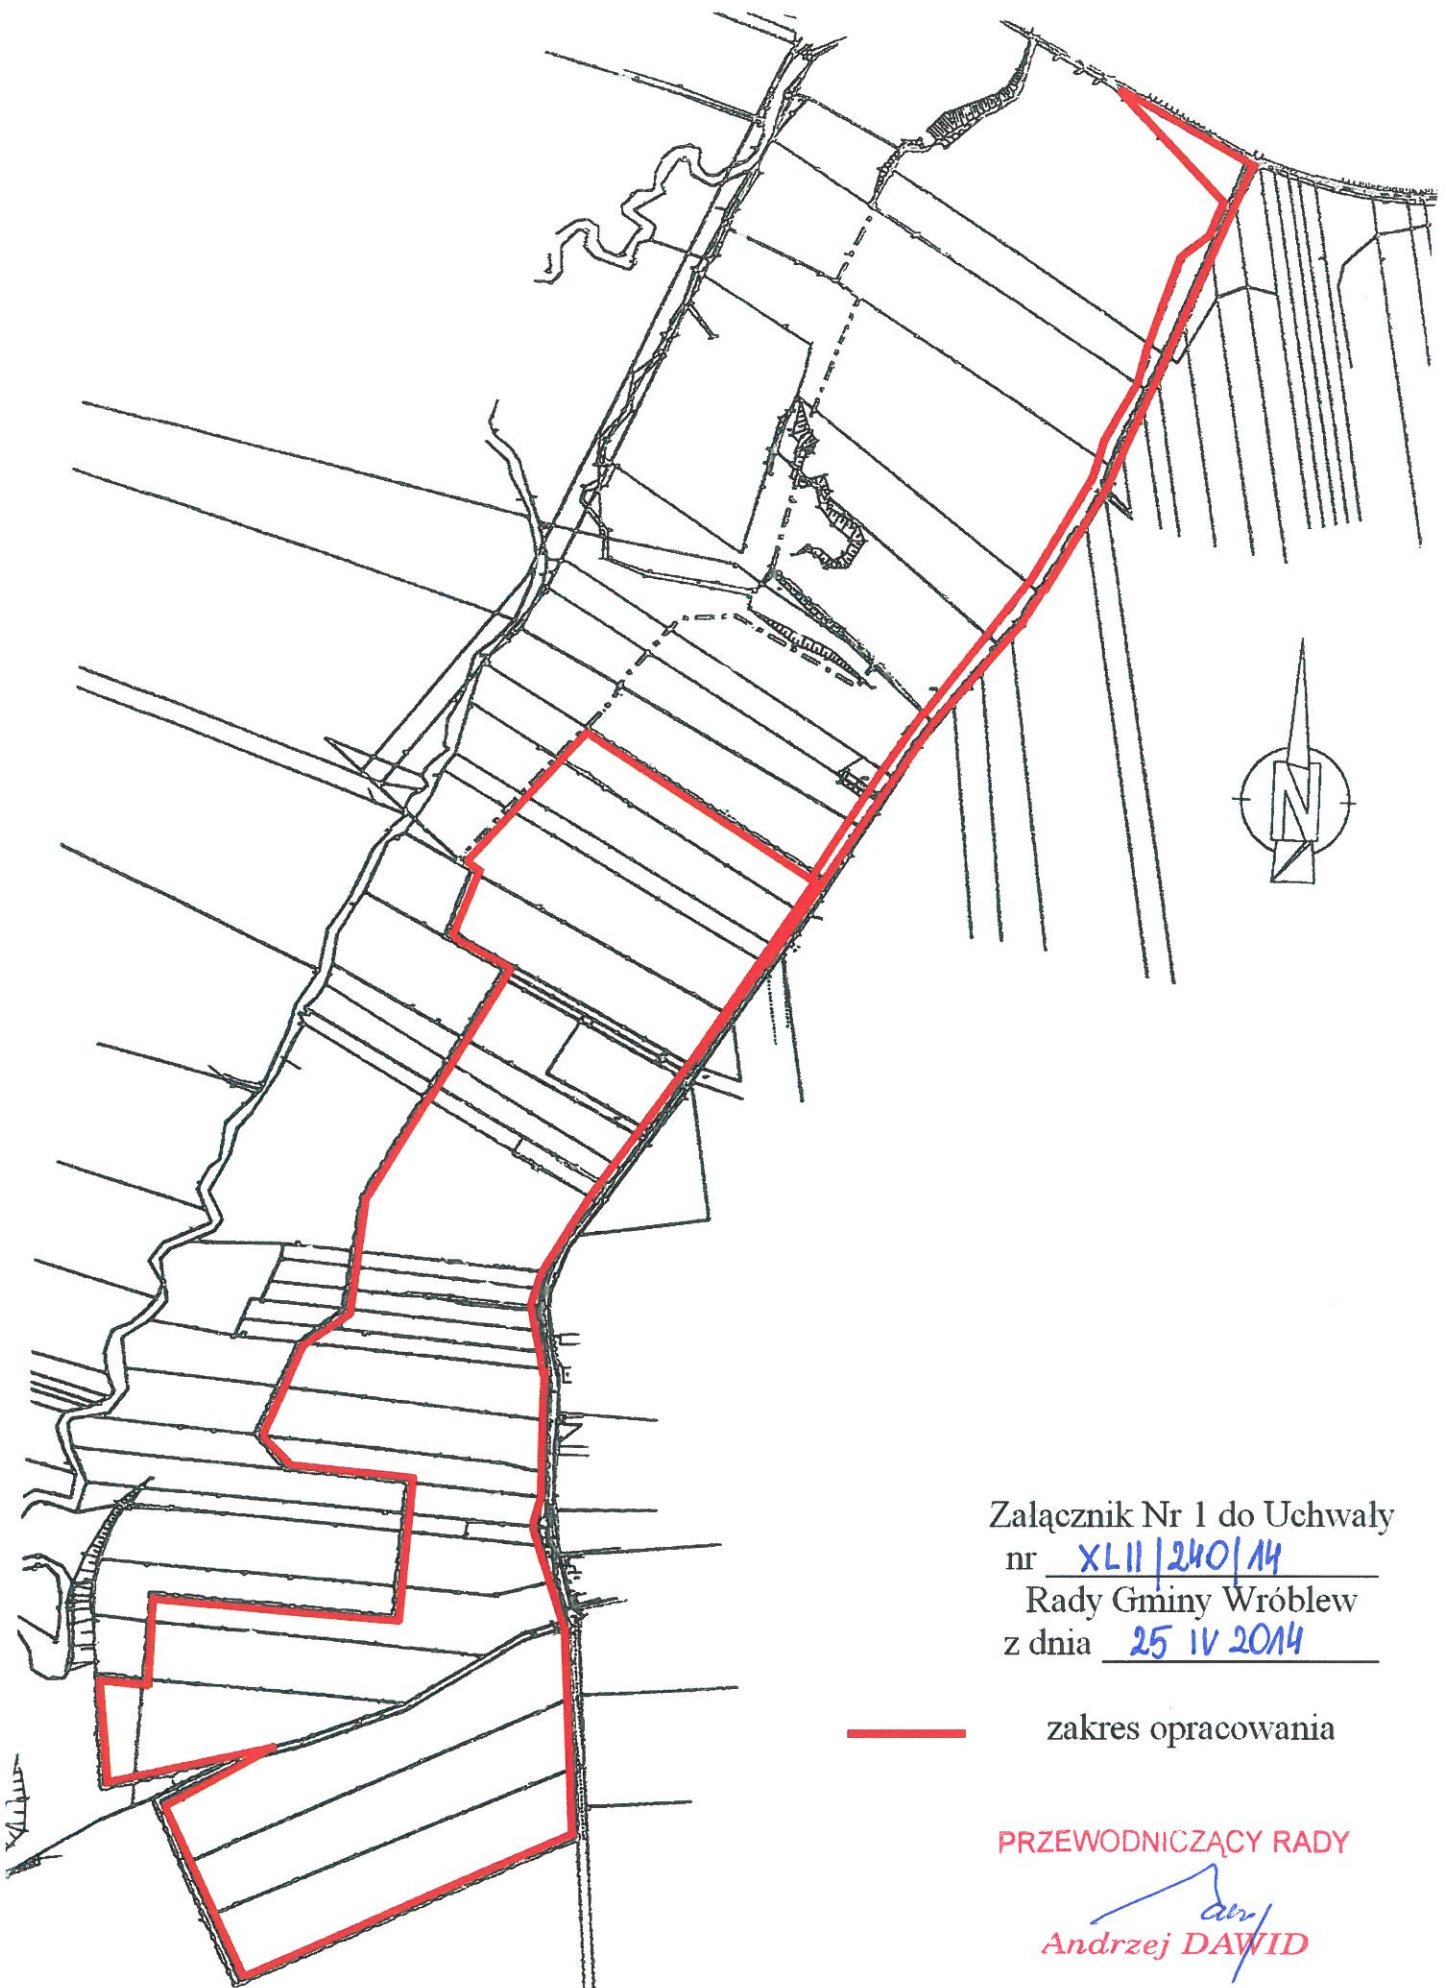 N
Załącznik Nr 1 do Uchwały
nr XLII/240/14
Rady Gminy Wróblew
z dnia 25 IV 2014
zakres opracowania
PRZEWODNICZĄCY RADY
Andrzej DAWID